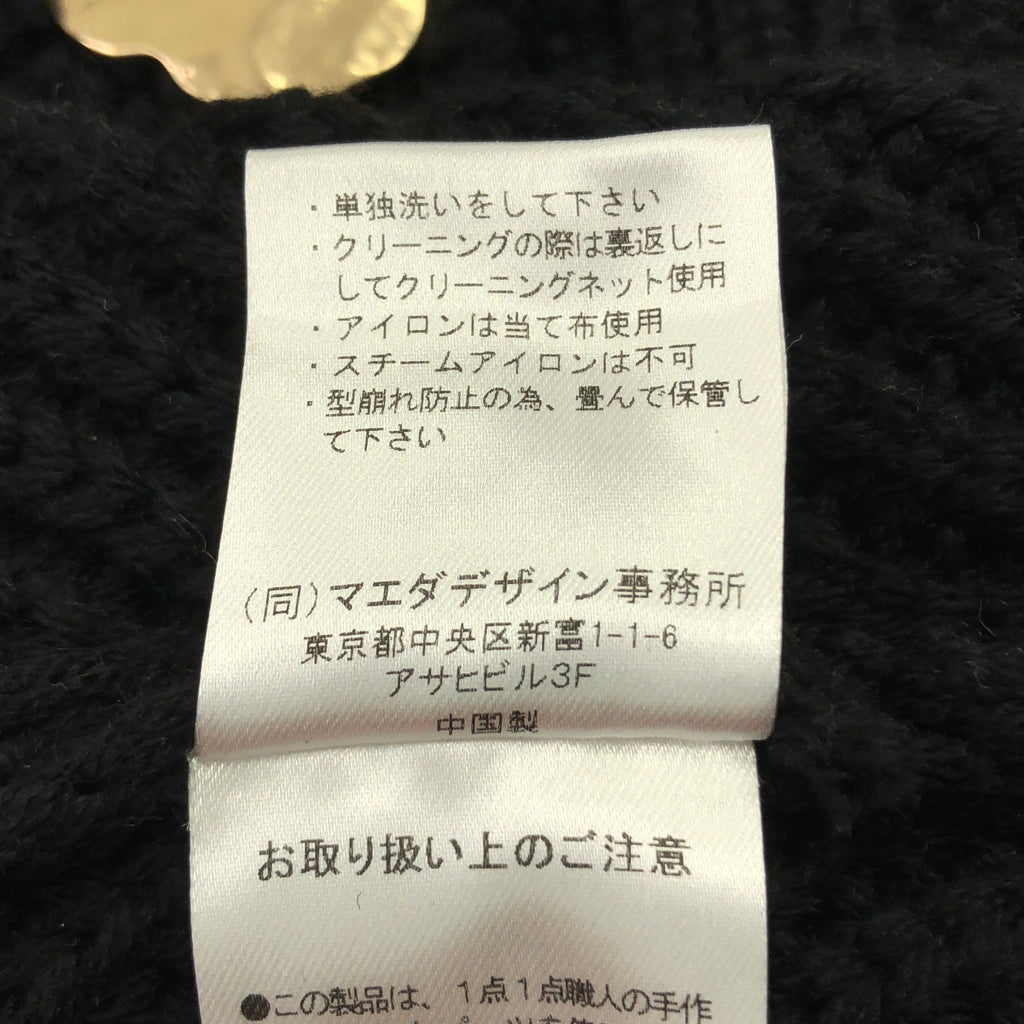 ・単独洗いをして下さい
・クリーニングの際は裏返しに
してクリーニングネット使用
・アイロンは当て布使用
・スチームアイロンは不可
・型崩れ防止の為、畳んで保管し
て下さい
(同)マエダデザイン事務所
東京都中央区新富1-1-6
アサヒビル3F
中国製
お取り扱い上のご注意
●この製品は、1点1点職人の手作